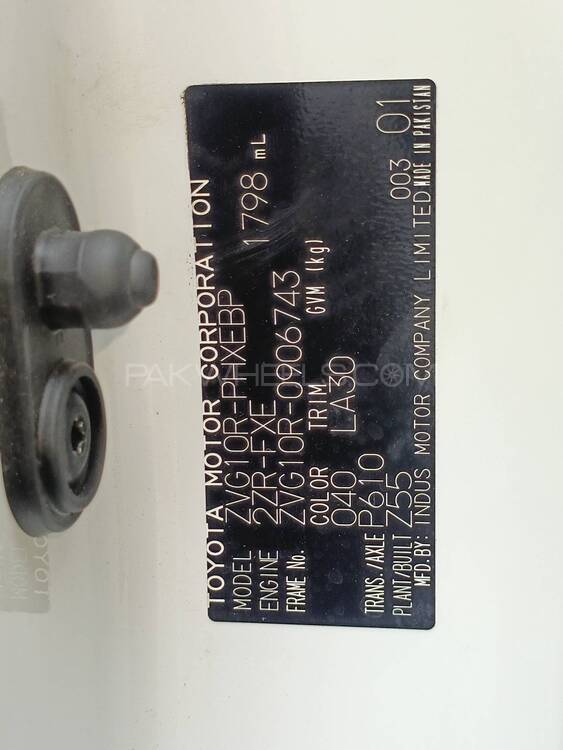 TOYOTA MOTOR CORPORATION
MODEL ZVG10R-PHXEBP
ENGINE 2ZR-FXE 1798 mL
FRAME No. ZVG10R-0906743
COLOR TRIM GVM (kg)
040 LA30
TRANS./AXLE P610
PLANT/BUILT Z55 003 01
MFD.BY: INDUS MOTOR COMPANY LIMITED MADE IN PAKISTAN
PAKWHEELS.COM